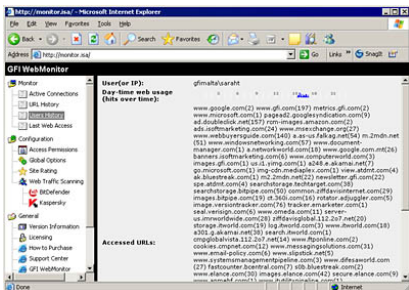 http://monitor.isa/ - Microsoft Internet Explorer
File Edit View Favorites Tools Help
Back
Search
Favorites
Address
http://monitor.isa/
Go
Links
SnagIt
GFI WebMonitor
Monitor
Active Connections
URL History
Users History
Last Web Access
Configuration
Access Permissions
Global Options
Site Rating
Web Traffic Scanning
BitDefender
Kaspersky
General
Version Information
Licensing
How to Purchase
Support Center
GFI WebMonitor
User(or IP):
gfimalta\saraht
Day-time web usage
(hits over time):
Accessed URLs:
www.google.com(2) www.gfi.com(197) metrics.gfi.com(2)
www.microsoft.com(1) pagead2.googlesyndication.com(9)
ad.doubleclick.net(157) rcm-images.amazon.com(2)
ads.isoftmarketing.com(24) www.msexchange.org(27)
www.webbuyersguide.com(140) e.as-us.falkag.net(54) m.2mdn.net
(51) www.windowsnetworking.com(57) www.document-
manager.com(1) a.networkworld.com(18) www.google.com.mt(26)
banners.isoftmarketing.com(6) www.computerworld.com(3)
images.gfi.com(1) us.i1.yimg.com(1) a248.e.akamai.net(7)
go.microsoft.com(1) img-cdn.mediaplex.com(1) view.atdmt.com(4)
ak.bluestreak.com(1) m2.2mdn.net(22) newsletter.gfi.com(2)
spe.atdmt.com(4) searchstorage.techtarget.com(38)
searchstorage.bitpipe.com(50) common.ziffdavisinternet.com(29)
images.bitpipe.com(19) rotator.adjuggler.com(5)
image.versiontracker.com(76) tracker.emarketer.com(1)
seal.verisign.com(6) www.omeda.com(11) server-
us.imrworldwide.com(28)
storage.itworld.com(19) log.itworld.com(3) www.itworld.com(18)
a301.g.akamai.net(38) search.itworld.com(1)
cmpglobalvista.112.2o7.net(14) www.ftponline.com(2)
cookies.cmpnet.com(12) www.messagingsolutions.com(31)
www.email-policy.com(6) www.slipstick.net(5)
www.systemsmanagementpipeline.com(3) www.difesaworld.com
(27) fastcounter.bcentral.com(7) s0b.bluestreak.com(2)
www.elance.com(30) images.elance.com(42) secure.elance.com(9)
Done
Internet